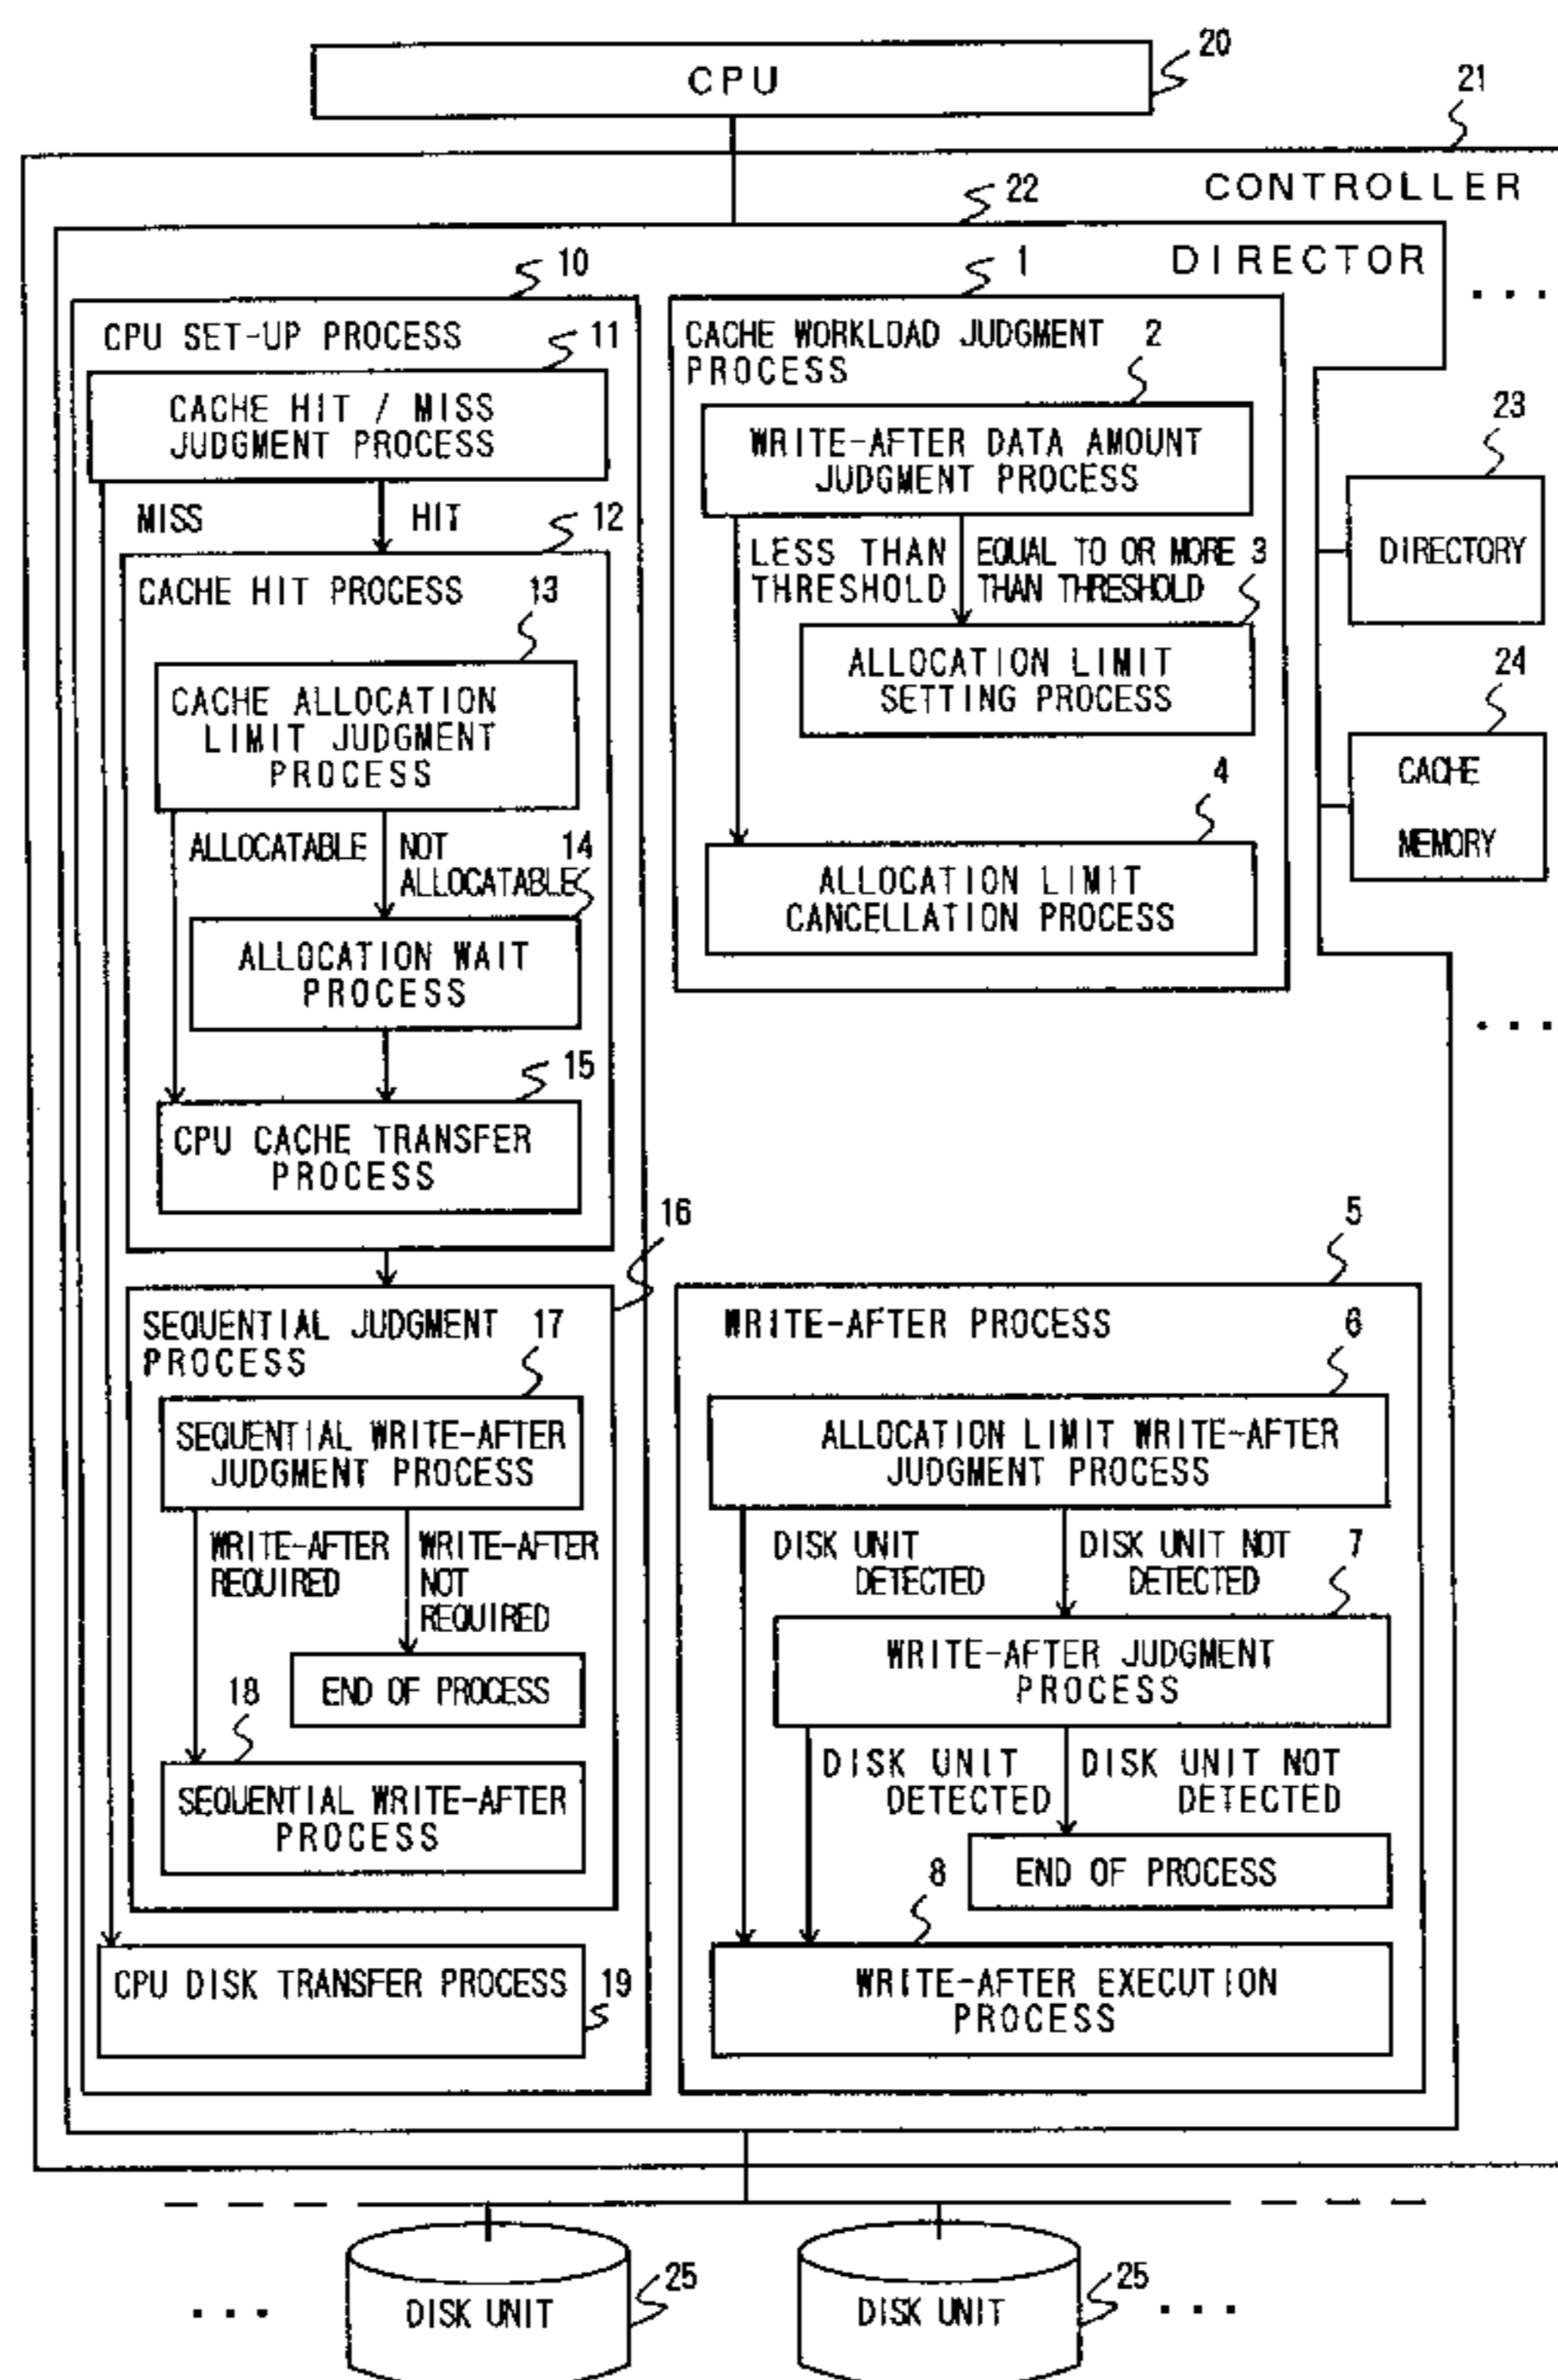 CPU
20
21
CONTROLLER
22
DIRECTOR
10
CPU SET-UP PROCESS
11
CACHE HIT / MISS
JUDGMENT PROCESS
MISS
HIT
12
CACHE HIT PROCESS
13
CACHE ALLOCATION
LIMIT JUDGMENT
PROCESS
ALLOCATABLE
NOT
ALLOCATABLE
14
ALLOCATION WAIT
PROCESS
15
CPU CACHE TRANSFER
PROCESS
16
SEQUENTIAL JUDGMENT
PROCESS
17
SEQUENTIAL WRITE-AFTER
JUDGMENT PROCESS
WRITE-AFTER
REQUIRED
WRITE-AFTER
NOT
REQUIRED
END OF PROCESS
18
SEQUENTIAL WRITE-AFTER
PROCESS
CPU DISK TRANSFER PROCESS
19
1
CACHE WORKLOAD JUDGMENT
PROCESS
2
WRITE-AFTER DATA AMOUNT
JUDGMENT PROCESS
LESS THAN
THRESHOLD
EQUAL TO OR MORE
THAN THRESHOLD
3
ALLOCATION LIMIT
SETTING PROCESS
4
ALLOCATION LIMIT
CANCELLATION PROCESS
23
DIRECTORY
24
CACHE
MEMORY
5
WRITE-AFTER PROCESS
6
ALLOCATION LIMIT WRITE-AFTER
JUDGMENT PROCESS
DISK UNIT
DETECTED
DISK UNIT NOT
DETECTED
7
WRITE-AFTER JUDGMENT
PROCESS
DISK UNIT
DETECTED
DISK UNIT NOT
DETECTED
END OF PROCESS
8
WRITE-AFTER EXECUTION
PROCESS
DISK UNIT
25
DISK UNIT
25